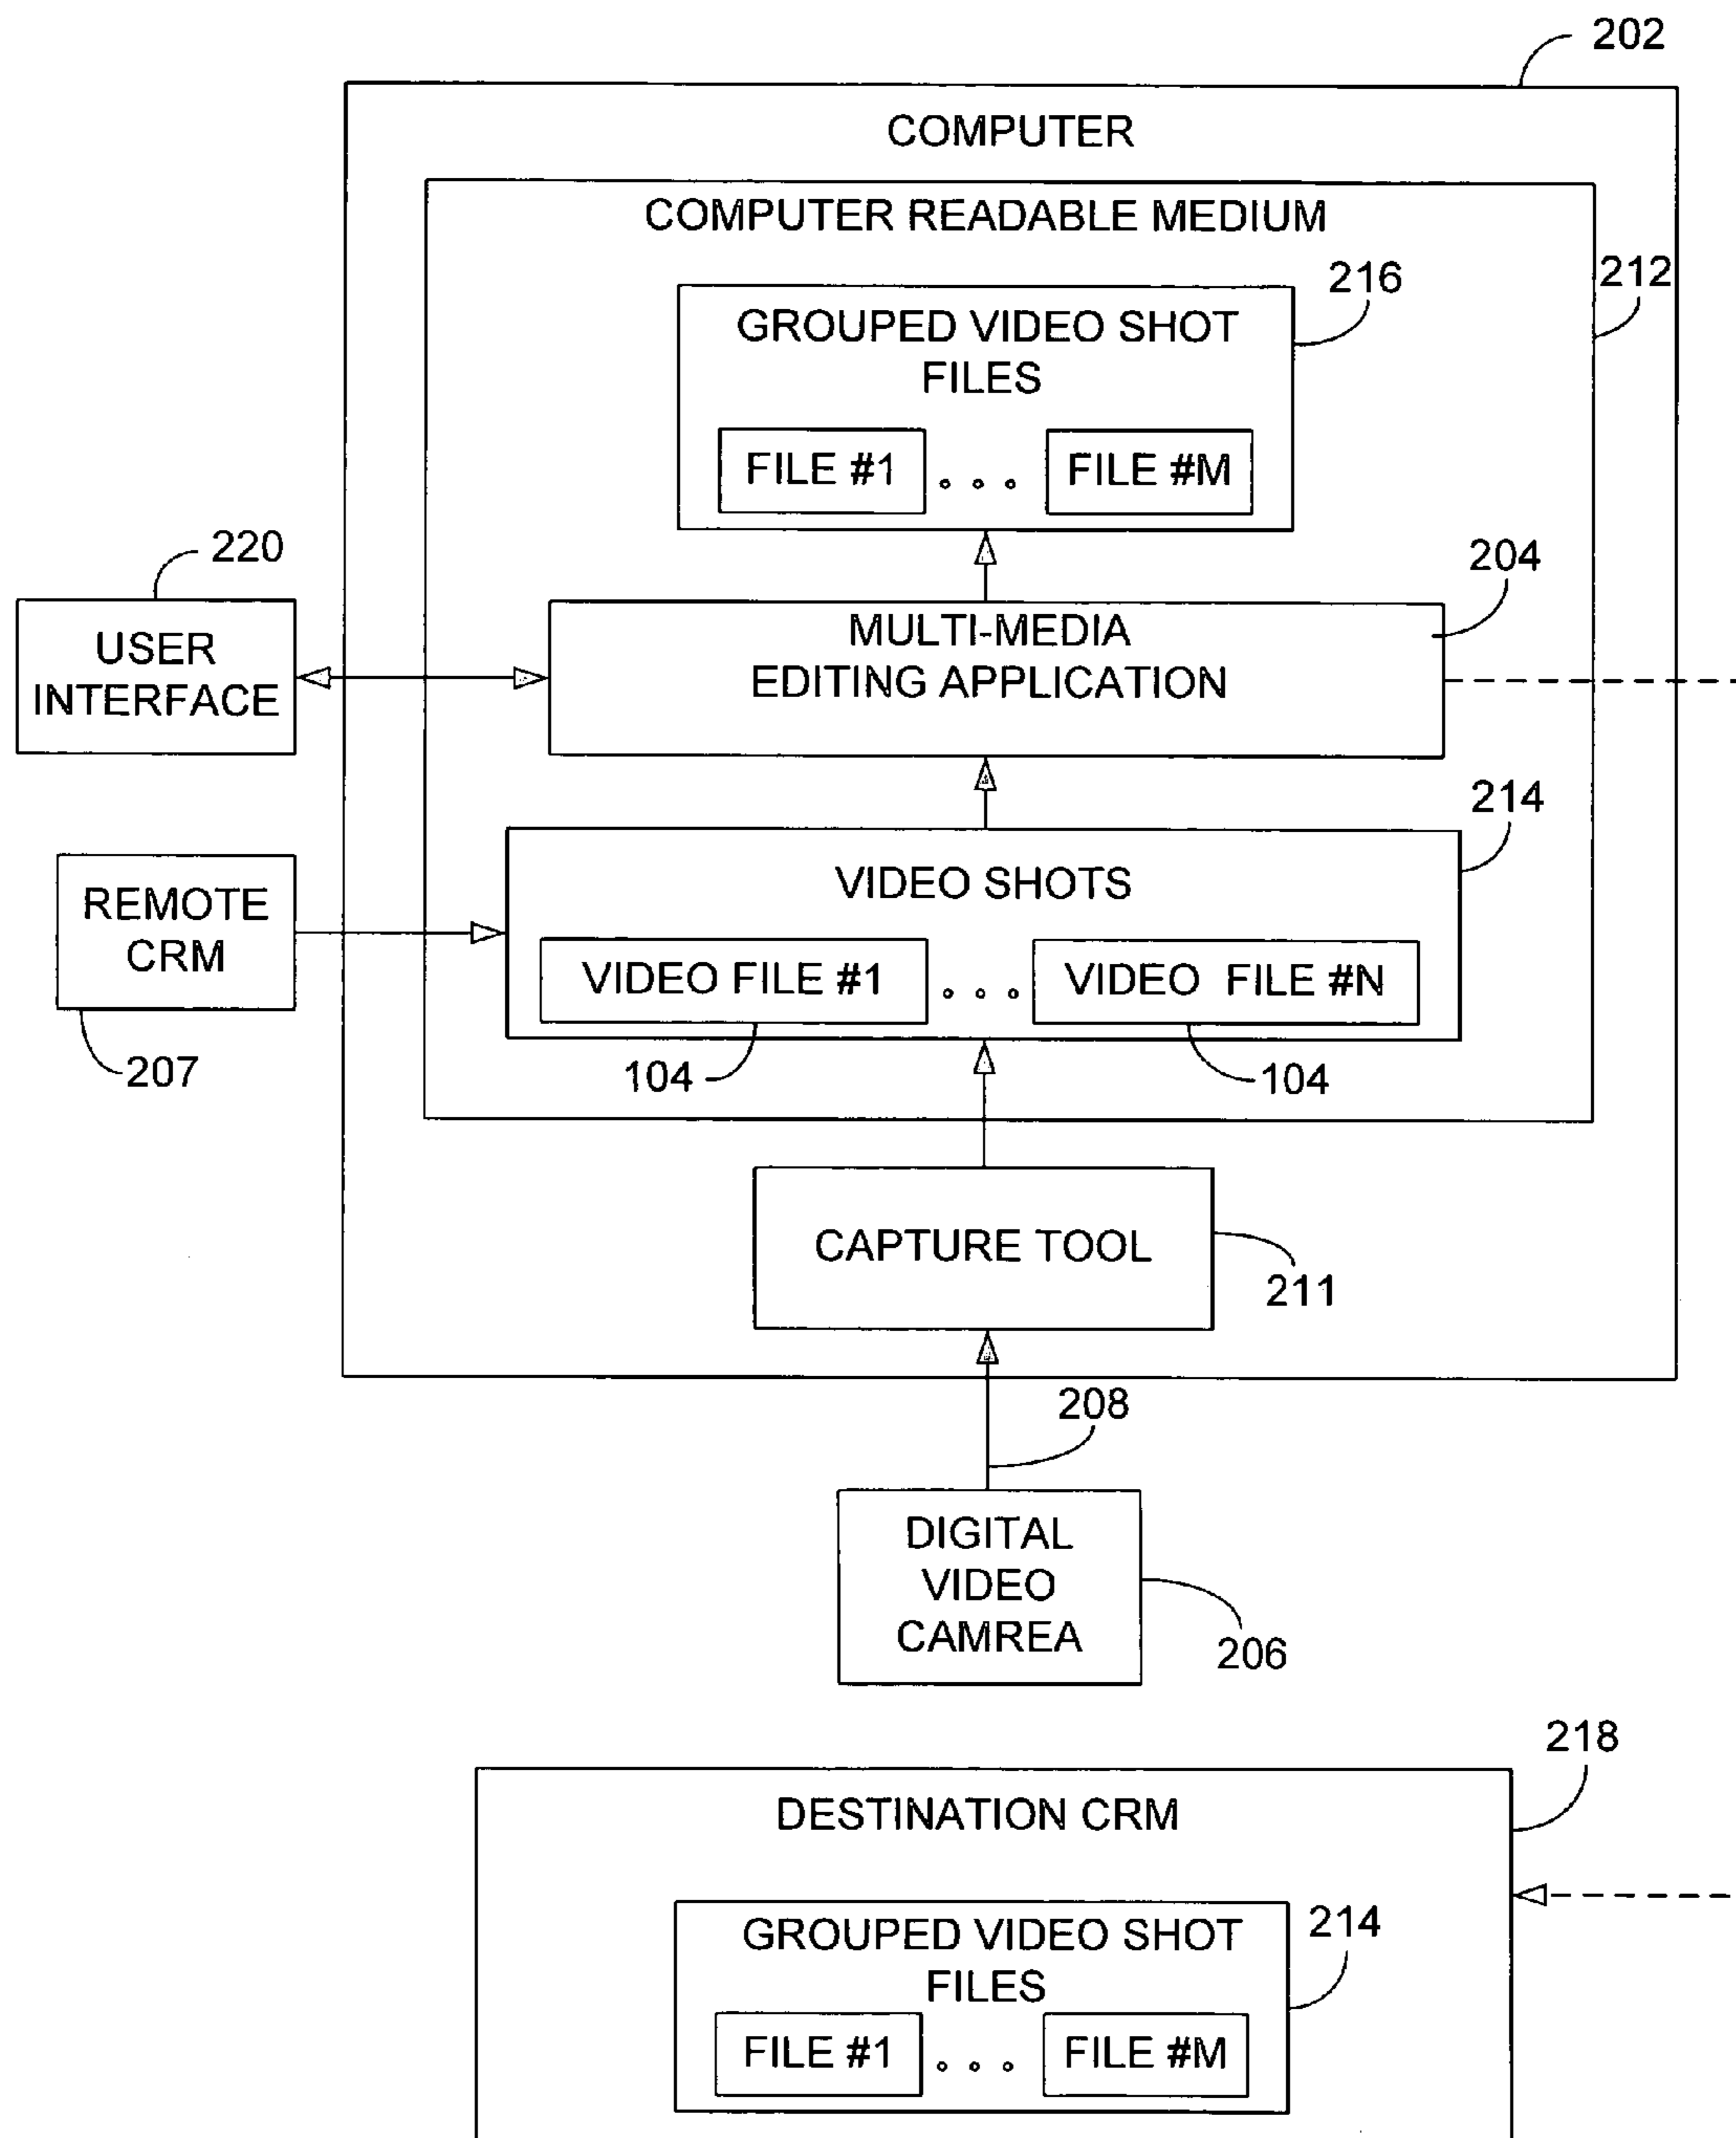 202
COMPUTER
COMPUTER READABLE MEDIUM
212
216
GROUPED VIDEO SHOT
FILES
FILE #1
FILE #M
220
USER
INTERFACE
204
MULTI-MEDIA
EDITING APPLICATION
214
REMOTE
CRM
207
VIDEO SHOTS
VIDEO FILE #1
VIDEO FILE #N
104
104
CAPTURE TOOL
211
208
DIGITAL
VIDEO
CAMREA
206
218
DESTINATION CRM
214
GROUPED VIDEO SHOT
FILES
FILE #1
FILE #M